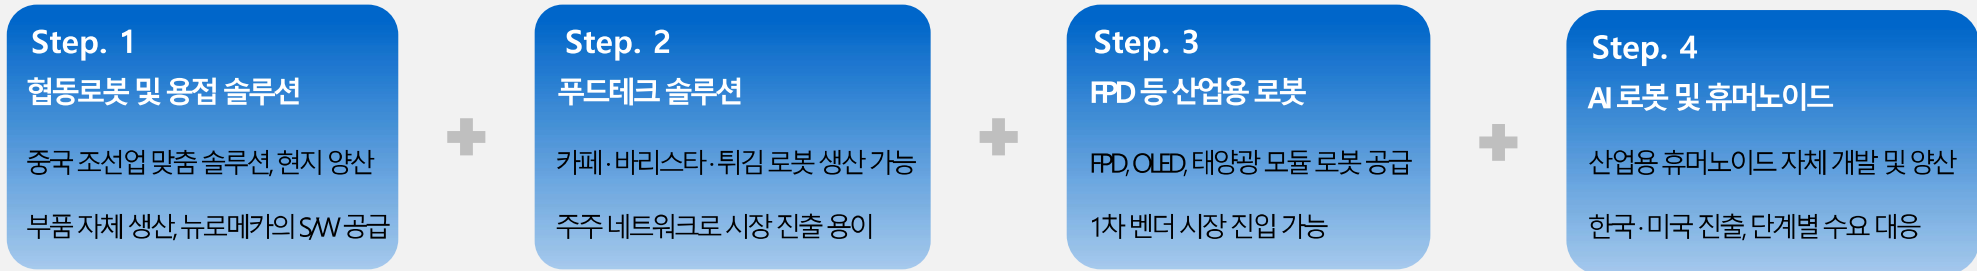 Step. 1
협동로봇 및 용접 솔루션
중국 조선업 맞춤 솔루션, 현지 양산
부품 자체 생산, 뉴로메카의 S/W 공급
Step. 2
푸드테크 솔루션
카페·바리스타·튀김 로봇 생산 가능
주주 네트워크로 시장 진출 용이
Step. 3
FPD 등 산업용 로봇
FPD, OLED, 태양광 모듈 로봇 공급
1차 벤더 시장 진입 가능
Step. 4
AI 로봇 및 휴머노이드
산업용 휴머노이드 자체 개발 및 양산
한국·미국 진출, 단계별 수요 대응